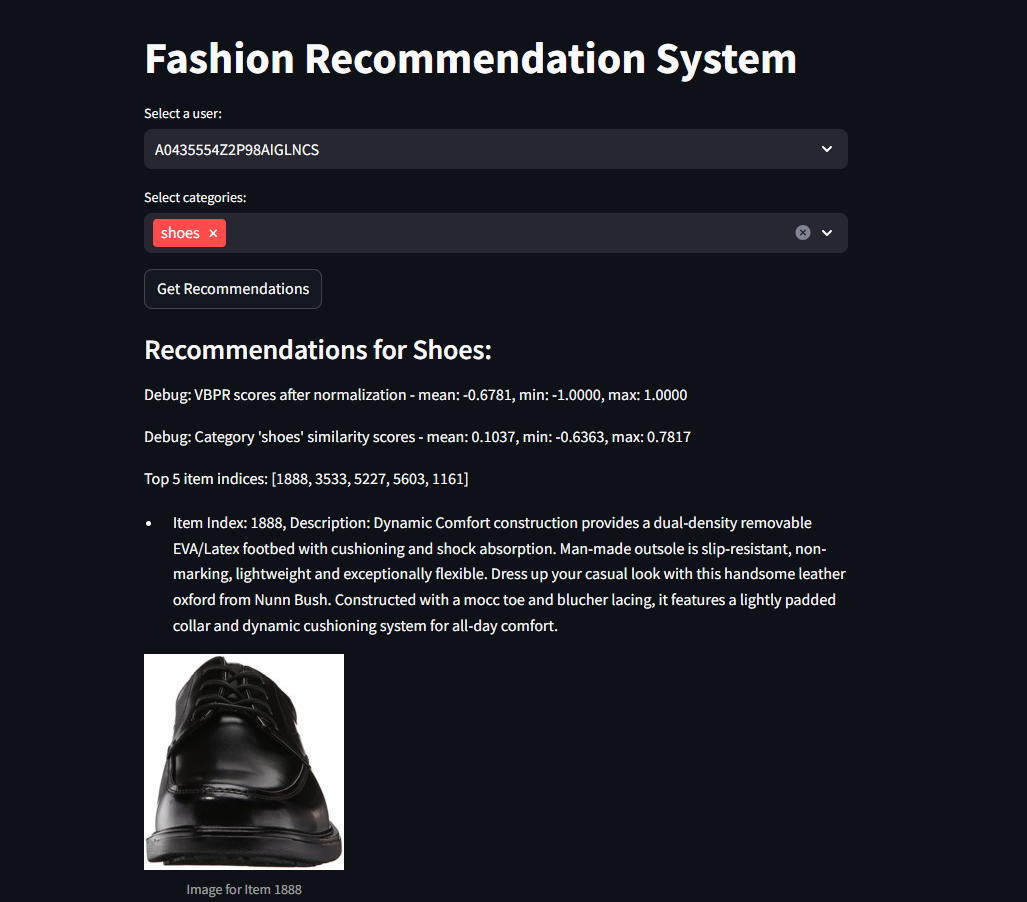 Fashion Recommendation System
Select a user:
A0435554Z2P98AIGLNCS
Select categories:
shoes ×
Get Recommendations
Recommendations for Shoes:
Debug: VBPR scores after normalization - mean: -0.6781, min: -1.0000, max: 1.0000
Debug: Category 'shoes' similarity scores - mean: 0.1037, min: -0.6363, max: 0.7817
Top 5 item indices: [1888, 3533, 5227, 5603, 1161]
• Item Index: 1888, Description: Dynamic Comfort construction provides a dual-density removable
EVA/Latex footbed with cushioning and shock absorption. Man-made outsole is slip-resistant, non-
marking, lightweight and exceptionally flexible. Dress up your casual look with this handsome leather
oxford from Nunn Bush. Constructed with a mocc toe and blucher lacing, it features a lightly padded
collar and dynamic cushioning system for all-day comfort.
Image for Item 1888